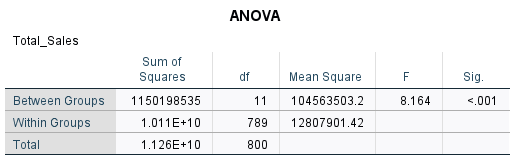 ANOVA
Total_Sales
Sum of Squares df Mean Square F Sig.
Between Groups 1150198535 11 104563503.2 8.164 <.001
Within Groups 1.011E+10 789 12807901.42
Total 1.126E+10 800